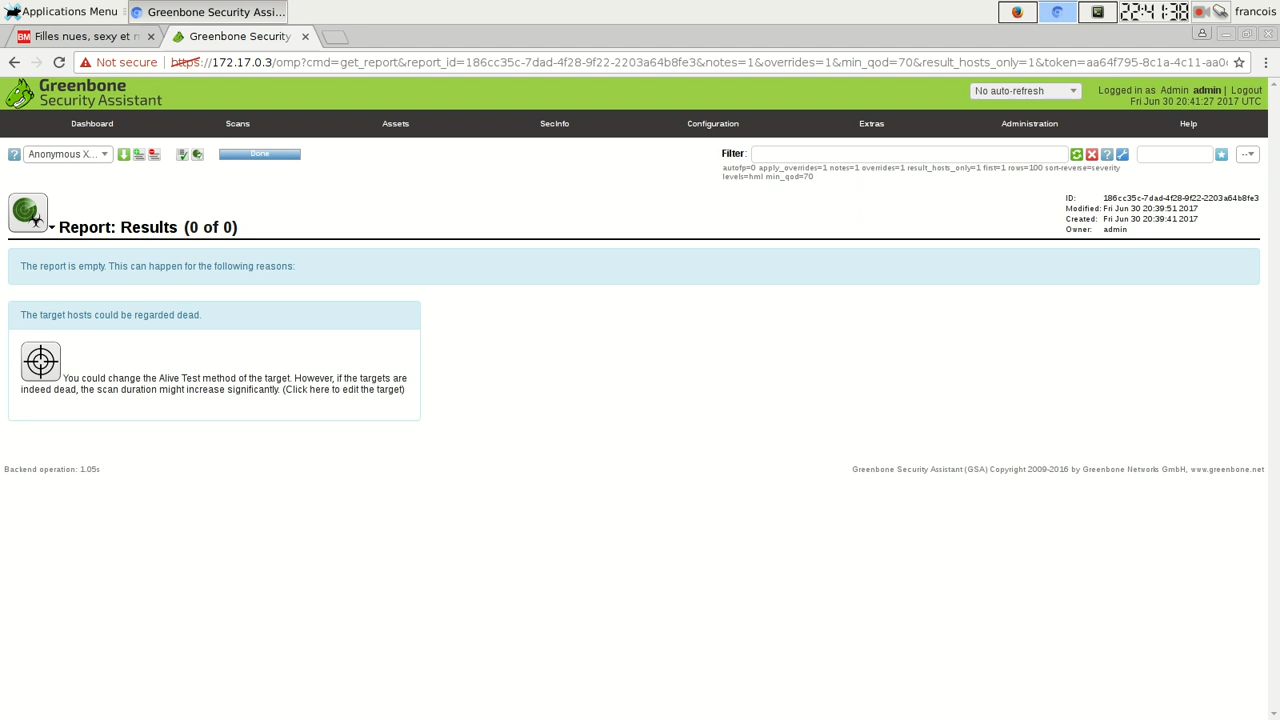 Applications Menu
Greenbone Security Assi...
22:41:38
francois
BM Filles nues, sexy et n
Greenbone Security
Not secure
https://172.17.0.3/omp?cmd=get_report&report_id=186cc35c-7dad-4f28-9f22-2203a64b8fe3&notes=1&overrides=1&min_qod=70&result_hosts_only=1&token=aa64f795-8c1a-4c11-aa0
Greenbone
Security Assistant
No auto-refresh
Logged in as Admin admin | Logout
Fri Jun 30 20:41:27 2017 UTC
Dashboard
Scans
Assets
SecInfo
Configuration
Extras
Administration
Help
Anonymous X...
Done
Filter:
--
autofp=0 apply_overrides=1 notes=1 overrides=1 result_hosts_only=1 first=1 rows=100 sort-reverse=severity
levels=hml min_qod=70
Report: Results (0 of 0)
ID: 186cc35c-7dad-4f28-9f22-2203a64b8fe3
Modified: Fri Jun 30 20:39:51 2017
Created: Fri Jun 30 20:39:41 2017
Owner: admin
The report is empty. This can happen for the following reasons:
The target hosts could be regarded dead.
You could change the Alive Test method of the target. However, if the targets are
indeed dead, the scan duration might increase significantly. (Click here to edit the target)
Backend operation: 1.05s
Greenbone Security Assistant (GSA) Copyright 2009-2016 by Greenbone Networks GmbH, www.greenbone.net